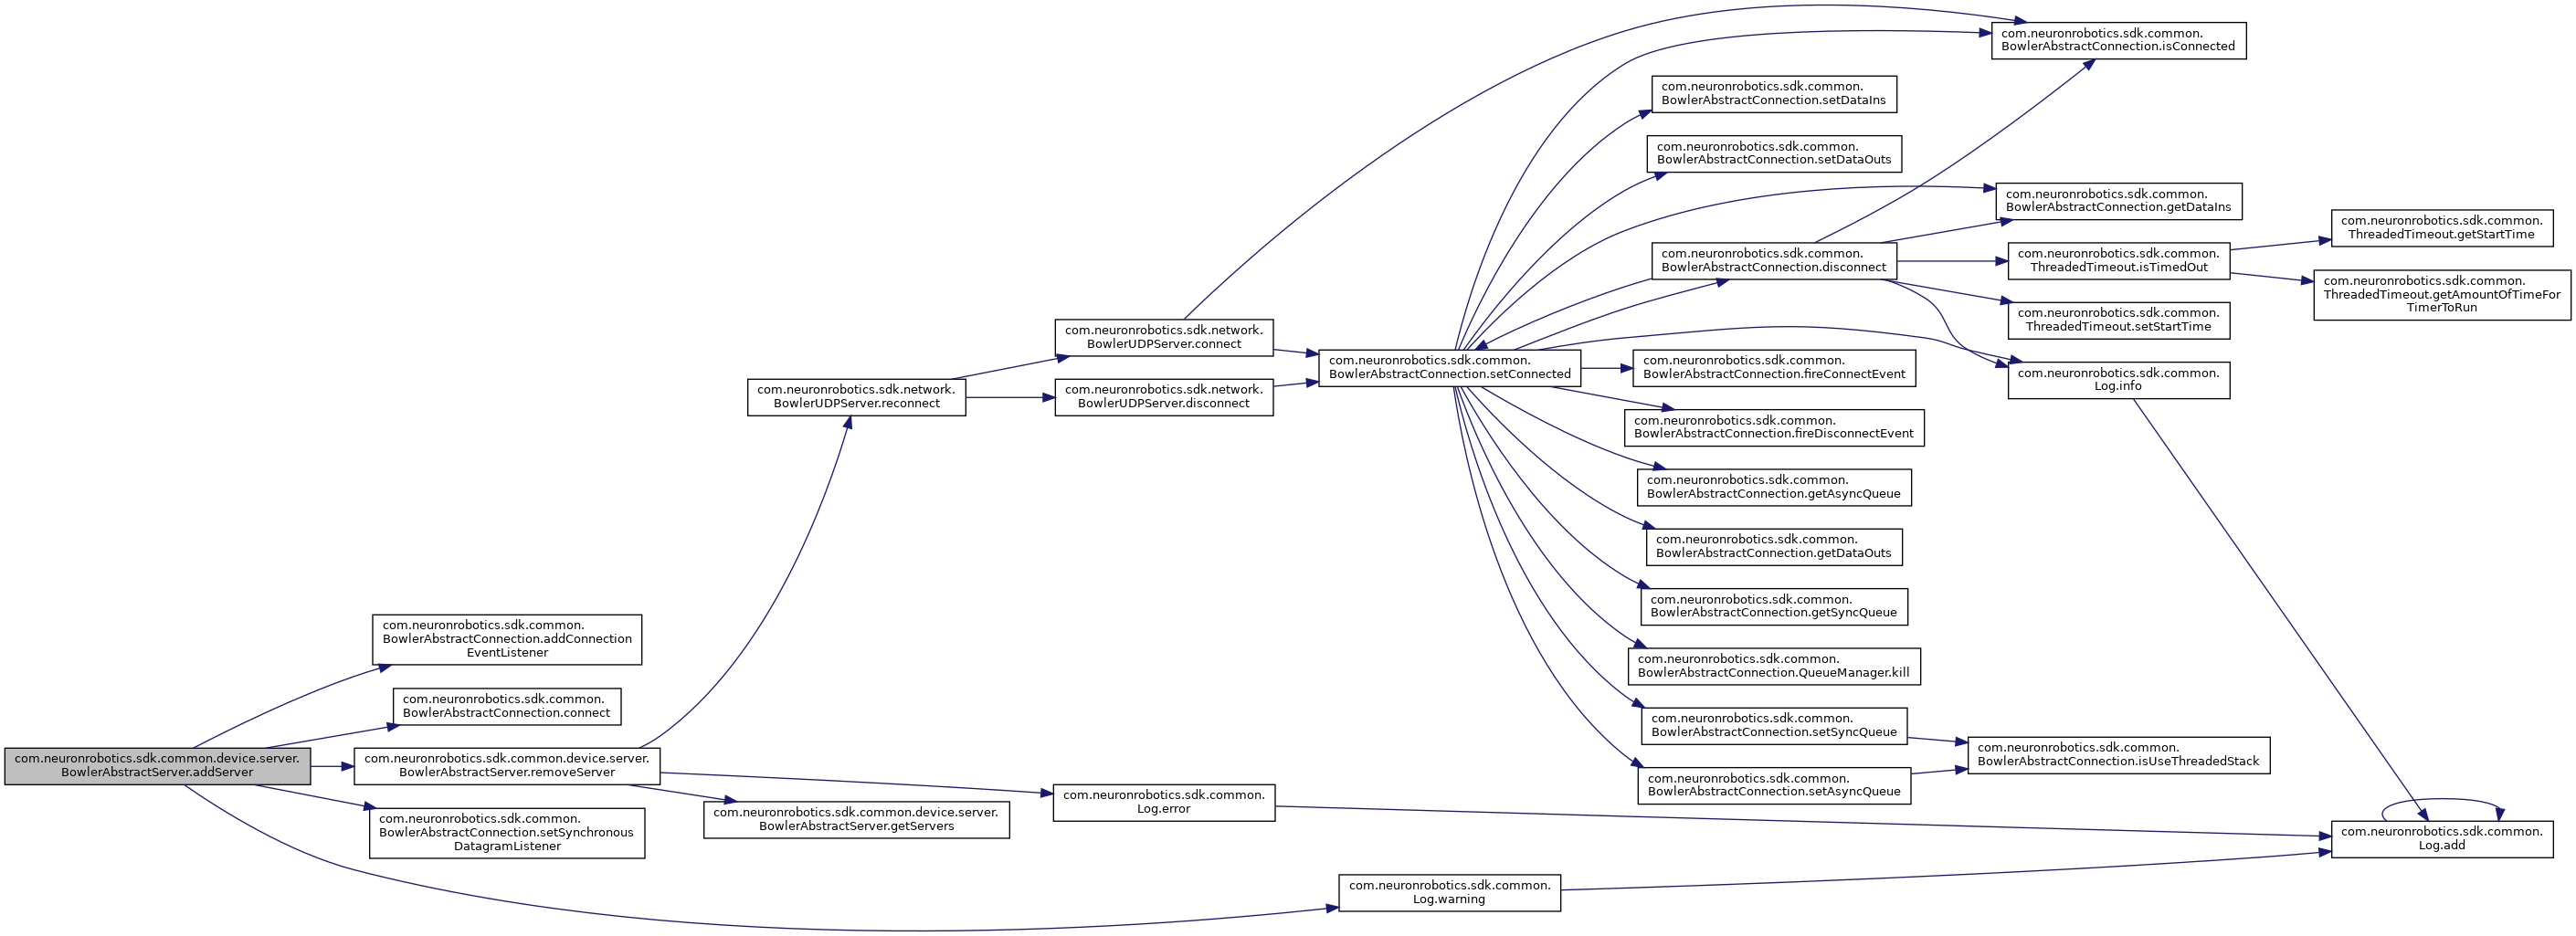 com.neuronrobotics.sdk.common.device.server.
BowlerAbstractServer.addServer
com.neuronrobotics.sdk.common.
BowlerAbstractConnection.addConnection
EventListener
com.neuronrobotics.sdk.common.
BowlerAbstractConnection.connect
com.neuronrobotics.sdk.common.device.server.
BowlerAbstractServer.removeServer
com.neuronrobotics.sdk.common.
BowlerAbstractConnection.setSynchronous
DatagramListener
com.neuronrobotics.sdk.network.
BowlerUDPServer.reconnect
com.neuronrobotics.sdk.common.device.server.
BowlerAbstractServer.getServers
com.neuronrobotics.sdk.network.
BowlerUDPServer.connect
com.neuronrobotics.sdk.network.
BowlerUDPServer.disconnect
com.neuronrobotics.sdk.common.
Log.error
com.neuronrobotics.sdk.common.
BowlerAbstractConnection.setConnected
com.neuronrobotics.sdk.common.
Log.warning
com.neuronrobotics.sdk.common.
BowlerAbstractConnection.setDataIns
com.neuronrobotics.sdk.common.
BowlerAbstractConnection.setDataOuts
com.neuronrobotics.sdk.common.
BowlerAbstractConnection.disconnect
com.neuronrobotics.sdk.common.
BowlerAbstractConnection.fireConnectEvent
com.neuronrobotics.sdk.common.
BowlerAbstractConnection.fireDisconnectEvent
com.neuronrobotics.sdk.common.
BowlerAbstractConnection.getAsyncQueue
com.neuronrobotics.sdk.common.
BowlerAbstractConnection.getDataOuts
com.neuronrobotics.sdk.common.
BowlerAbstractConnection.getSyncQueue
com.neuronrobotics.sdk.common.
BowlerAbstractConnection.QueueManager.kill
com.neuronrobotics.sdk.common.
BowlerAbstractConnection.setSyncQueue
com.neuronrobotics.sdk.common.
BowlerAbstractConnection.setAsyncQueue
com.neuronrobotics.sdk.common.
BowlerAbstractConnection.isConnected
com.neuronrobotics.sdk.common.
BowlerAbstractConnection.getDataIns
com.neuronrobotics.sdk.common.
ThreadedTimeout.isTimedOut
com.neuronrobotics.sdk.common.
ThreadedTimeout.setStartTime
com.neuronrobotics.sdk.common.
Log.info
com.neuronrobotics.sdk.common.
BowlerAbstractConnection.isUseThreadedStack
com.neuronrobotics.sdk.common.
ThreadedTimeout.getStartTime
com.neuronrobotics.sdk.common.
ThreadedTimeout.getAmountOfTimeFor
TimerToRun
com.neuronrobotics.sdk.common.
Log.add